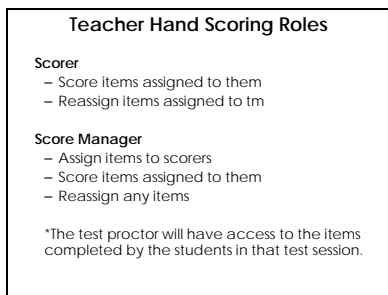 Teacher Hand Scoring Roles
Scorer
– Score items assigned to them
– Reassign items assigned to tm
Score Manager
– Assign items to scorers
– Score items assigned to them
– Reassign any items
*The test proctor will have access to the items
completed by the students in that test session.